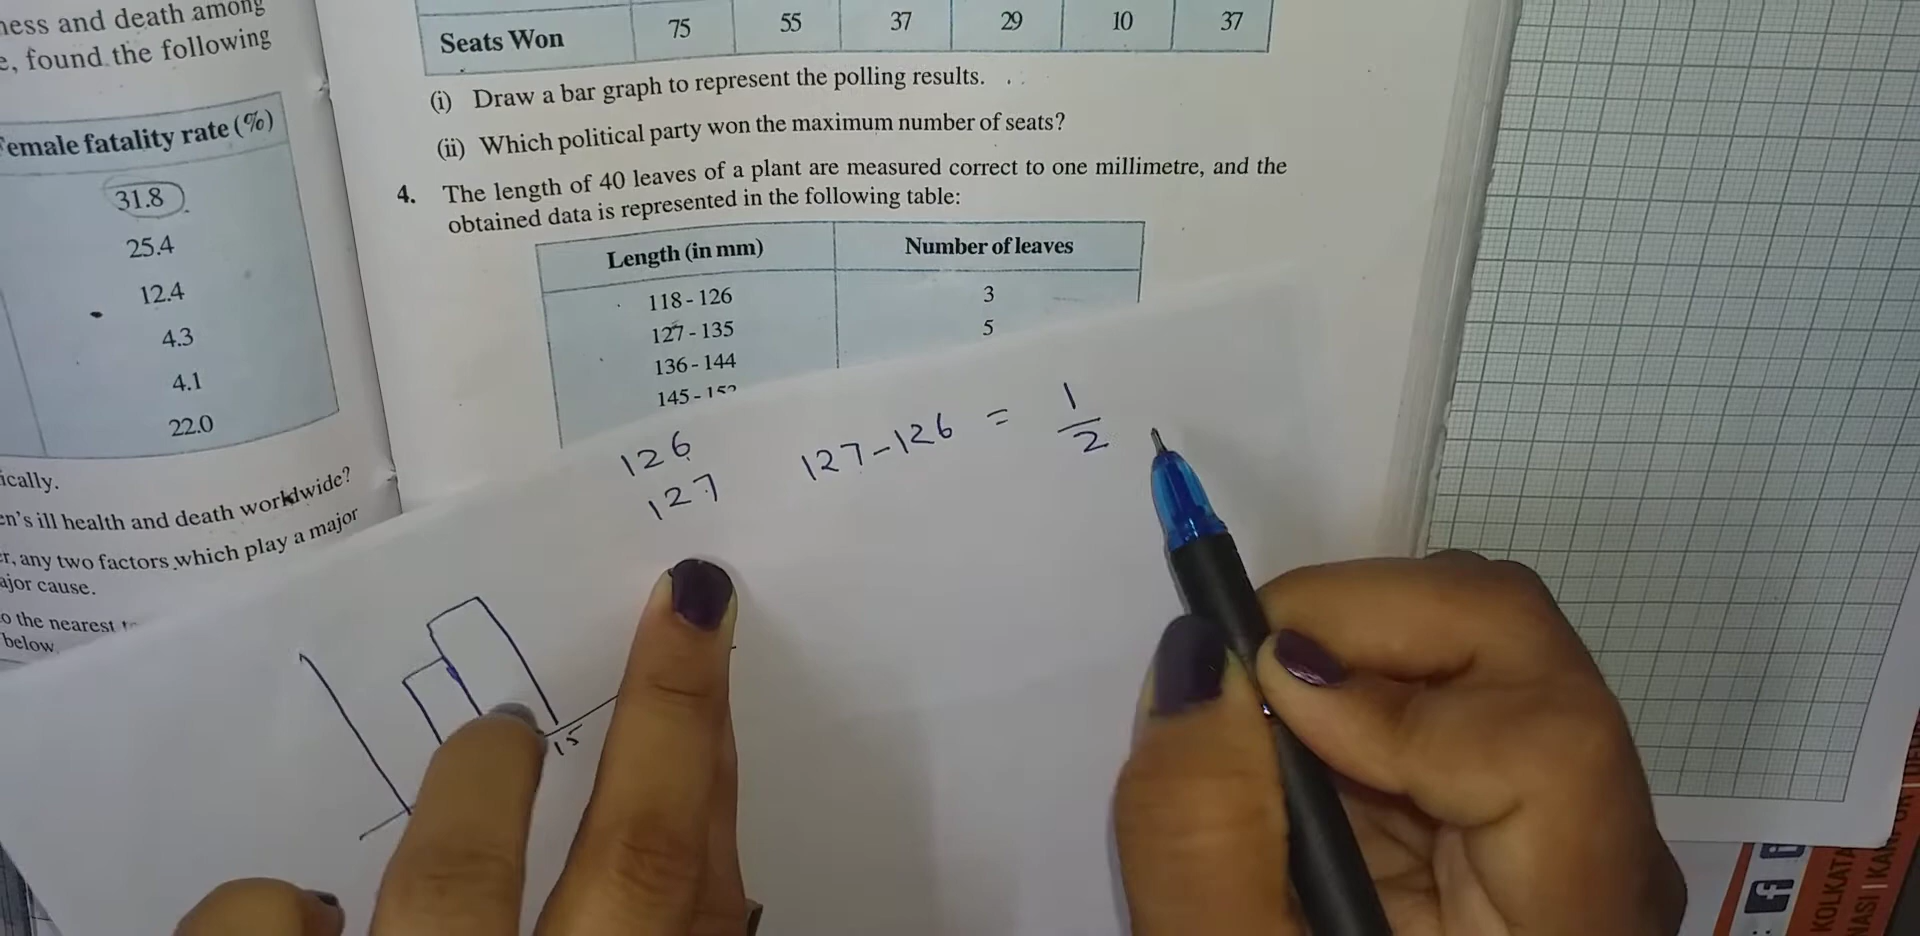 ness and death among
e, found the following
Female fatality rate (%)
31.8
25.4
12.4
4.3
4.1
22.0
ically.
en's ill health and death worldwide?
er, any two factors which play a major
ajor cause.
o the nearest
below.
Seats Won 75 55 37 29 10 37
(i) Draw a bar graph to represent the polling results.
(ii) Which political party won the maximum number of seats?
4. The length of 40 leaves of a plant are measured correct to one millimetre, and the
obtained data is represented in the following table:
Length (in mm) Number of leaves
118 - 126 3
127 - 135 5
136 - 144
145 - 153
126
127
127 - 126 = 1/2
15
KOLKATA